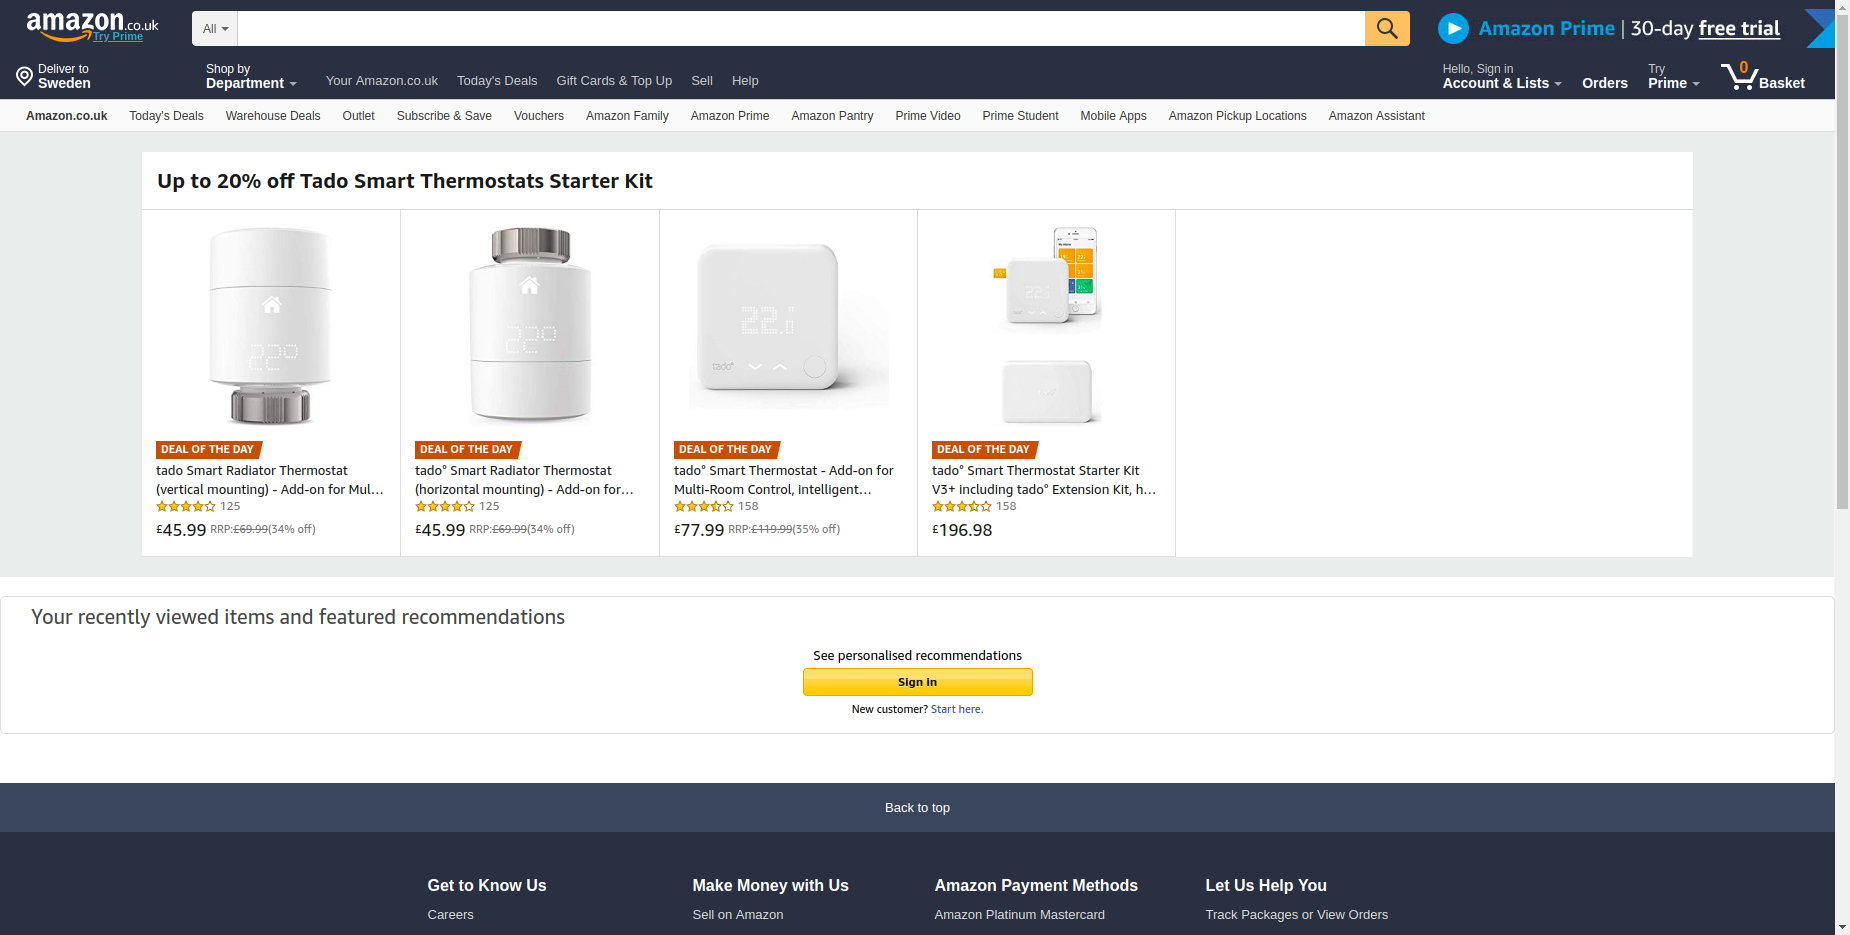 amazon.co.uk
Try Prime
All
Amazon Prime | 30-day free trial
Deliver to
Sweden
Shop by
Department
Your Amazon.co.uk
Today's Deals
Gift Cards & Top Up
Sell
Help
Hello, Sign in
Account & Lists
Orders
Try
Prime
0
Basket
Amazon.co.uk
Today's Deals
Warehouse Deals
Outlet
Subscribe & Save
Vouchers
Amazon Family
Amazon Prime
Amazon Pantry
Prime Video
Prime Student
Mobile Apps
Amazon Pickup Locations
Amazon Assistant
Up to 20% off Tado Smart Thermostats Starter Kit
22°
DEAL OF THE DAY
tado Smart Radiator Thermostat
(vertical mounting) - Add-on for Mul…
125
£45.99 RRP:£69.99(34% off)
22°
DEAL OF THE DAY
tado° Smart Radiator Thermostat
(horizontal mounting) - Add-on for…
125
£45.99 RRP:£69.99(34% off)
tado°
DEAL OF THE DAY
tado° Smart Thermostat - Add-on for
Multi-Room Control, intelligent…
158
£77.99 RRP:£119.99(35% off)
V3+
DEAL OF THE DAY
tado° Smart Thermostat Starter Kit
V3+ including tado° Extension Kit, h…
158
£196.98
Your recently viewed items and featured recommendations
See personalised recommendations
Sign in
New customer? Start here.
Back to top
Get to Know Us
Careers
Make Money with Us
Sell on Amazon
Amazon Payment Methods
Amazon Platinum Mastercard
Let Us Help You
Track Packages or View Orders